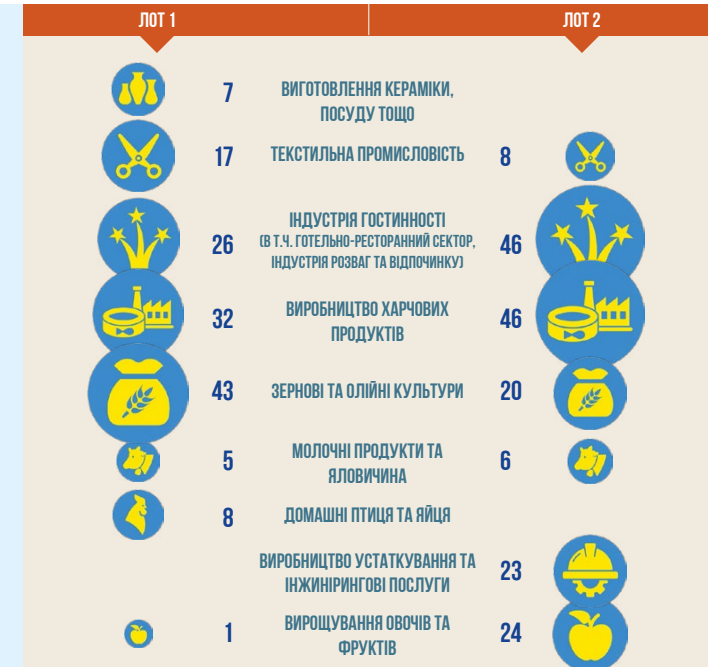 ЛОТ 1
ЛОТ 2
7
ВИГОТОВЛЕННЯ КЕРАМІКИ,
ПОСУДУ ТОЩО
17
ТЕКСТИЛЬНА ПРОМИСЛОВІСТЬ
8
26
ІНДУСТРІЯ ГОСТИННОСТІ
(В Т.Ч. ГОТЕЛЬНО-РЕСТОРАННИЙ СЕКТОР,
ІНДУСТРІЯ РОЗВАГ ТА ВІДПОЧИНКУ)
46
32
ВИРОБНИЦТВО ХАРЧОВИХ
ПРОДУКТІВ
46
43
ЗЕРНОВІ ТА ОЛІЙНІ КУЛЬТУРИ
20
5
МОЛОЧНІ ПРОДУКТИ ТА
ЯЛОВИЧИНА
6
8
ДОМАШНІ ПТИЦЯ ТА ЯЙЦЯ
ВИРОБНИЦТВО УСТАТКУВАННЯ ТА
ІНЖИНІРИНГОВІ ПОСЛУГИ
23
1
ВИРОЩУВАННЯ ОВОЧІВ ТА
ФРУКТІВ
24